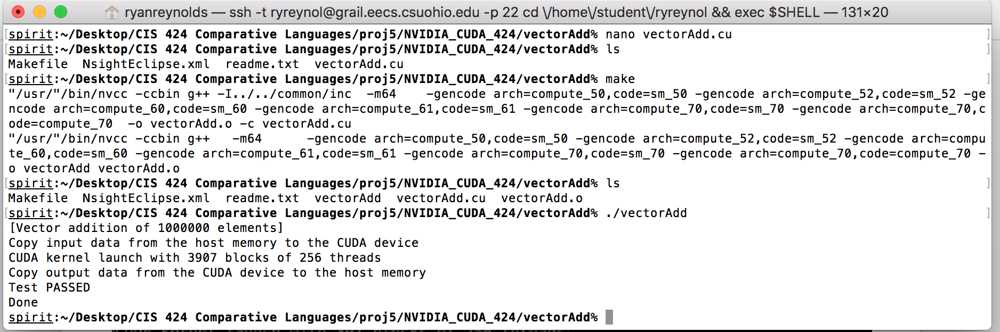 ryanreynolds — ssh -t ryreynol@grail.eecs.csuohio.edu -p 22 cd \/home\/student\/ryreynol && exec $SHELL — 131×20
[spirit:~/Desktop/CIS 424 Comparative Languages/proj5/NVIDIA_CUDA_424/vectorAdd% nano vectorAdd.cu ]
[spirit:~/Desktop/CIS 424 Comparative Languages/proj5/NVIDIA_CUDA_424/vectorAdd% ls ]
Makefile  NsightEclipse.xml  readme.txt  vectorAdd.cu
[spirit:~/Desktop/CIS 424 Comparative Languages/proj5/NVIDIA_CUDA_424/vectorAdd% make ]
"/usr/"/bin/nvcc -ccbin g++ -I../../common/inc  -m64    -gencode arch=compute_50,code=sm_50 -gencode arch=compute_52,code=sm_52 -ge
ncode arch=compute_60,code=sm_60 -gencode arch=compute_61,code=sm_61 -gencode arch=compute_70,code=sm_70 -gencode arch=compute_70,c
ode=compute_70  -o vectorAdd.o -c vectorAdd.cu
"/usr/"/bin/nvcc -ccbin g++   -m64      -gencode arch=compute_50,code=sm_50 -gencode arch=compute_52,code=sm_52 -gencode arch=compu
te_60,code=sm_60 -gencode arch=compute_61,code=sm_61 -gencode arch=compute_70,code=sm_70 -gencode arch=compute_70,code=compute_70 -
o vectorAdd vectorAdd.o
[spirit:~/Desktop/CIS 424 Comparative Languages/proj5/NVIDIA_CUDA_424/vectorAdd% ls ]
Makefile  NsightEclipse.xml  readme.txt  vectorAdd  vectorAdd.cu  vectorAdd.o
[spirit:~/Desktop/CIS 424 Comparative Languages/proj5/NVIDIA_CUDA_424/vectorAdd% ./vectorAdd ]
[Vector addition of 1000000 elements]
Copy input data from the host memory to the CUDA device
CUDA kernel launch with 3907 blocks of 256 threads
Copy output data from the CUDA device to the host memory
Test PASSED
Done
spirit:~/Desktop/CIS 424 Comparative Languages/proj5/NVIDIA_CUDA_424/vectorAdd%